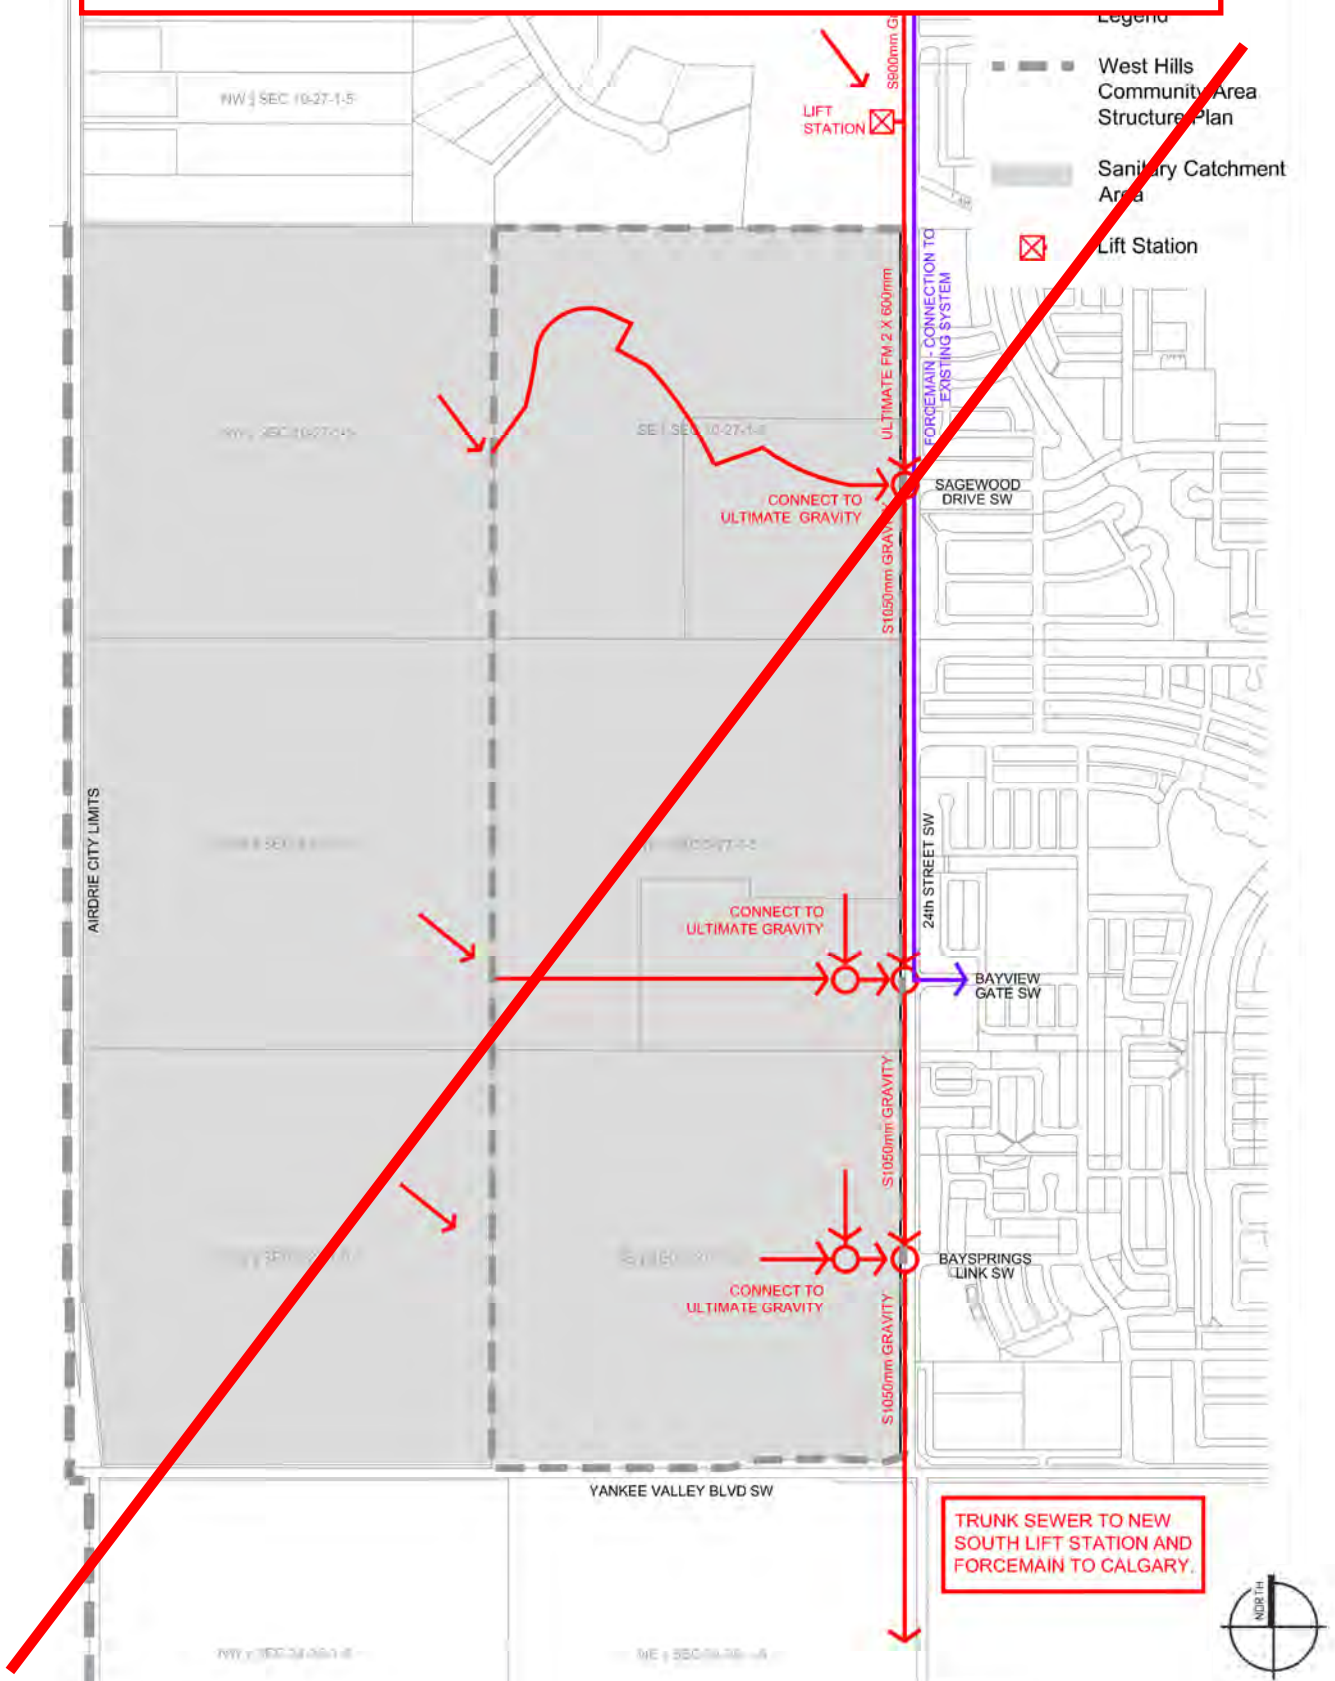 Legend
West Hills
Community Area
Structure Plan
Sanitary Catchment
Area
Lift Station
NW ¼ SEC 10-27-1-5
LIFT
STATION
ULTIMATE FM 2 X 600mm
FORCEMAIN - CONNECTION TO
EXISTING SYSTEM
SE ¼ SEC 10-27-1-5
CONNECT TO
ULTIMATE GRAVITY
SAGEWOOD
DRIVE SW
S1050mm GRAVITY
AIRDRIE CITY LIMITS
24th STREET SW
CONNECT TO
ULTIMATE GRAVITY
BAYVIEW
GATE SW
S1050mm GRAVITY
BAYSPRINGS
LINK SW
CONNECT TO
ULTIMATE GRAVITY
S1050mm GRAVITY
YANKEE VALLEY BLVD SW
TRUNK SEWER TO NEW
SOUTH LIFT STATION AND
FORCEMAIN TO CALGARY.
NORTH